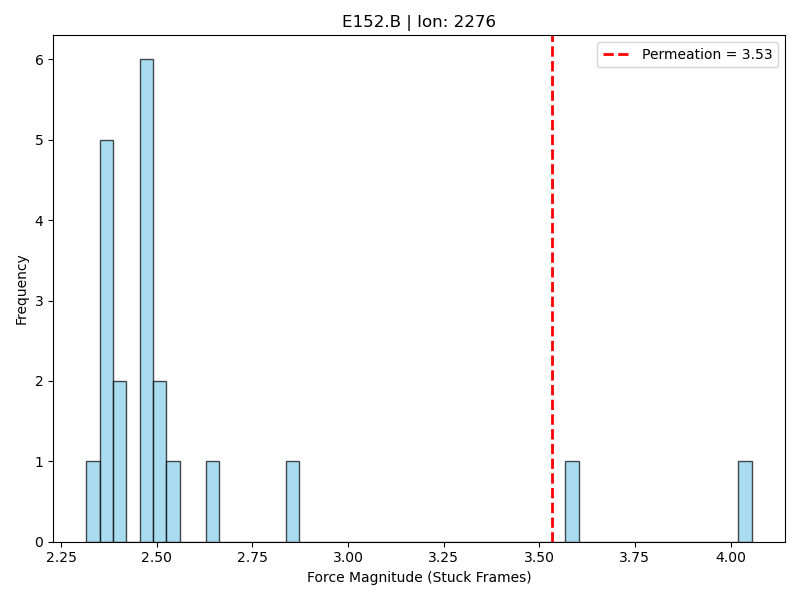 E152.B | Ion: 2276
Permeation = 3.53
Frequency
6
5
4
3
2
1
0
2.25 2.50 2.75 3.00 3.25 3.50 3.75 4.00
Force Magnitude (Stuck Frames)